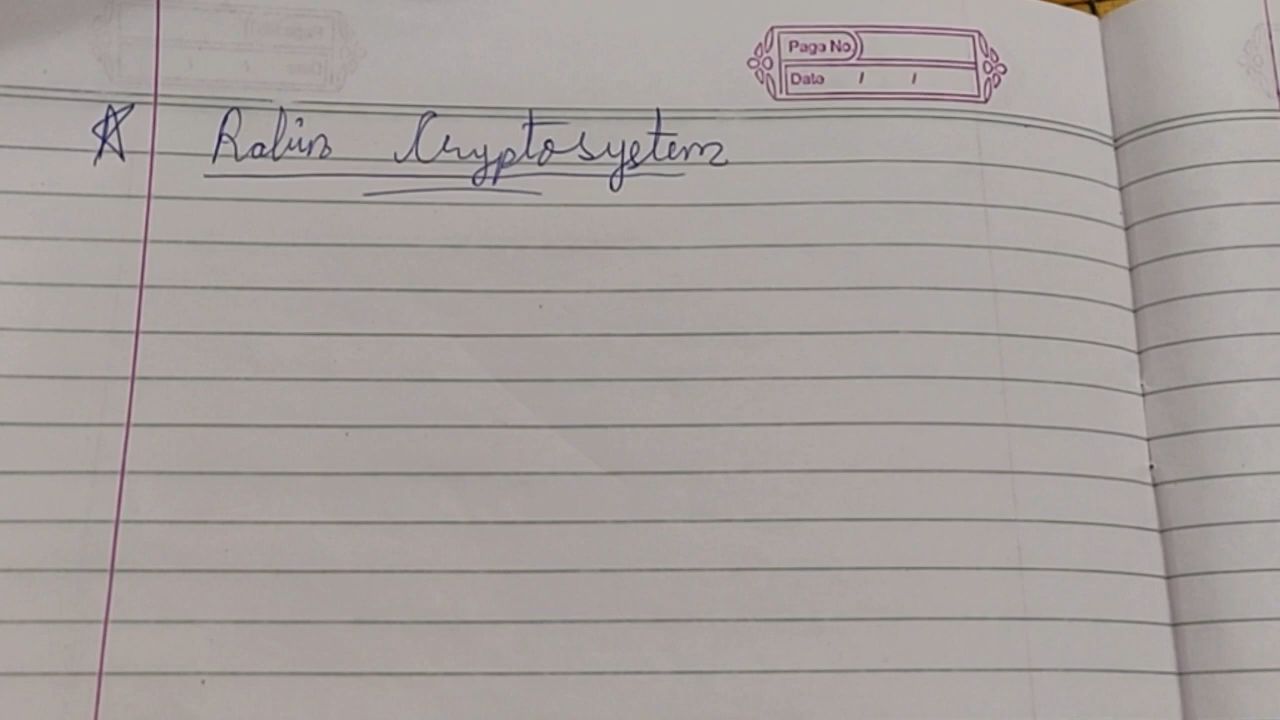 Page No.
Date / /
☆ Rabin Cryptosystem